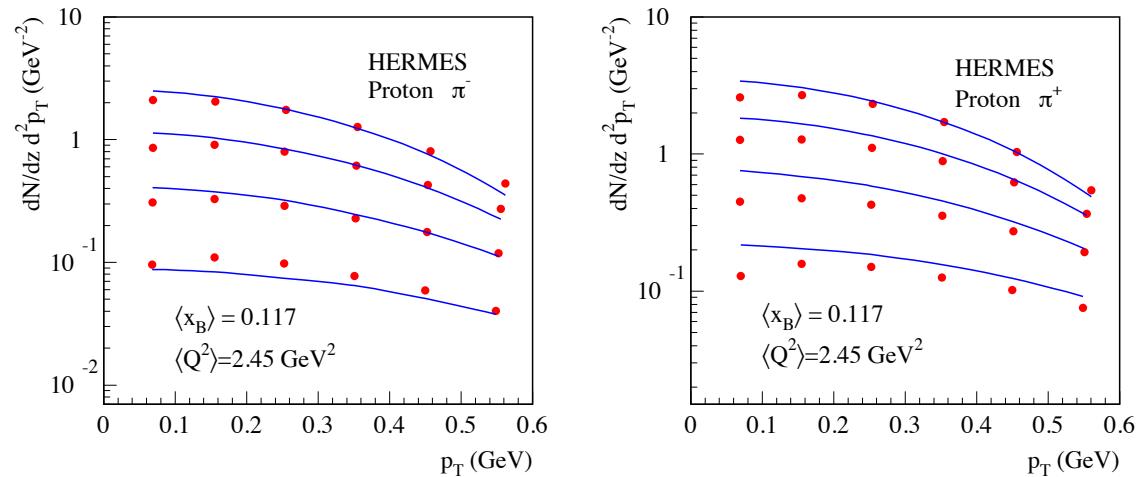 dN/dz d²p_T (GeV⁻²)
10
1
10⁻¹
10⁻²
HERMES
Proton π⁻
⟨x_B⟩ = 0.117
⟨Q²⟩=2.45 GeV²
0 0.1 0.2 0.3 0.4 0.5 0.6
p_T (GeV)
dN/dz d²p_T (GeV⁻²)
10
1
10⁻¹
HERMES
Proton π⁺
⟨x_B⟩ = 0.117
⟨Q²⟩=2.45 GeV²
0 0.1 0.2 0.3 0.4 0.5 0.6
p_T (GeV)